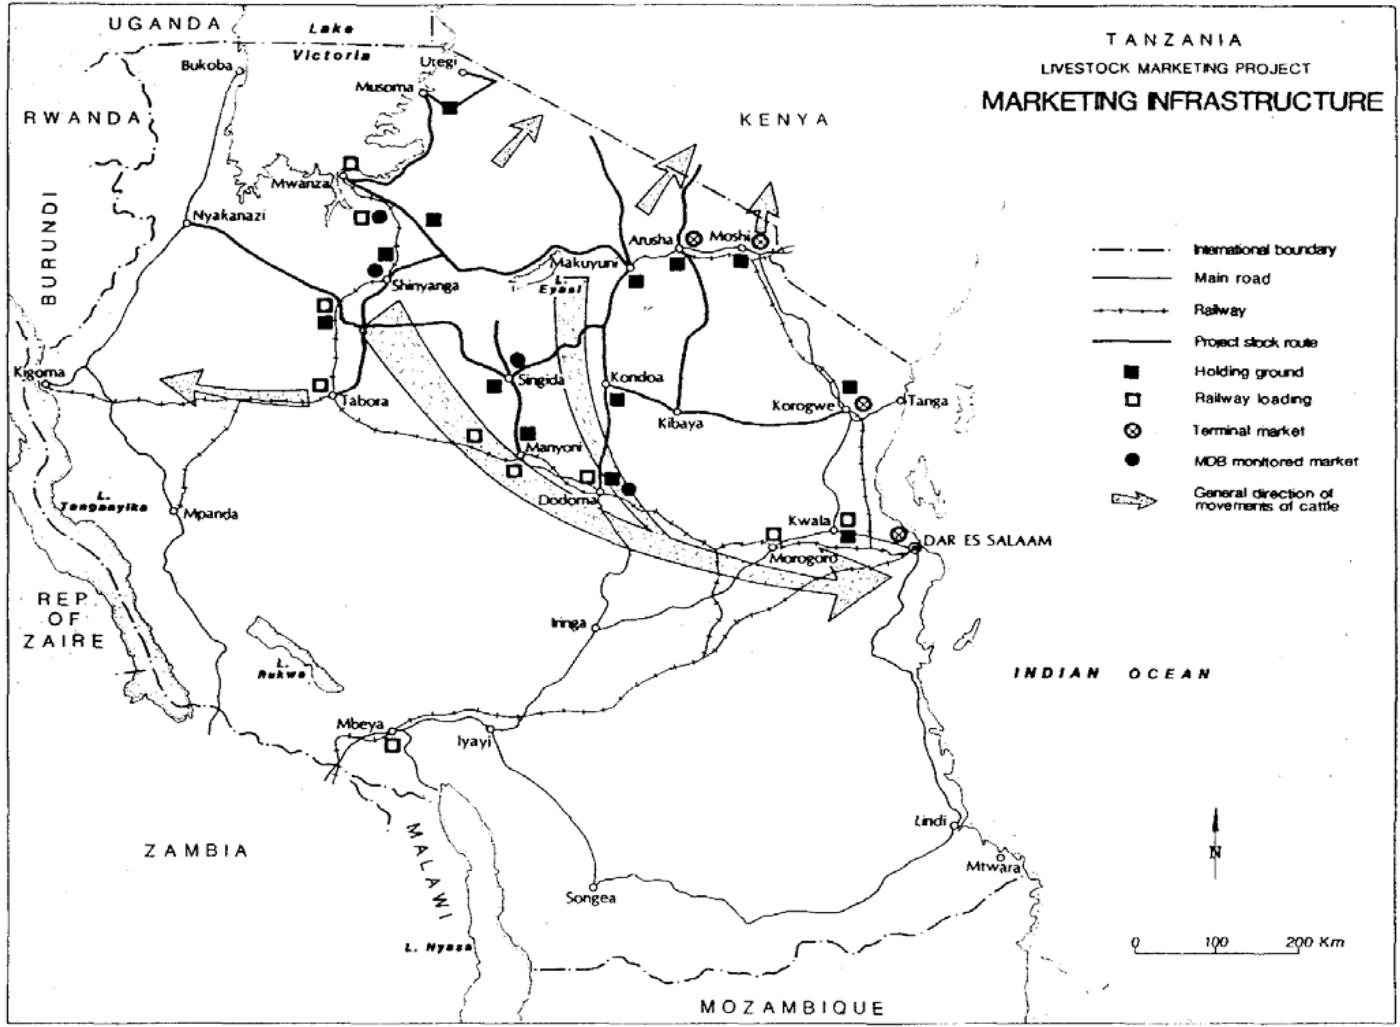 TANZANIA
LIVESTOCK MARKETING PROJECT
MARKETING INFRASTRUCTURE
UGANDA
Lake
Victoria
Bukoba
Utegi
Musoma
RWANDA
KENYA
Mwanza
BURUNDI
Nyakanazi
Arusha
Moshi
Makuyuni
L.
Eyasi
Shinyanga
International boundary
Main road
Railway
Project stock route
Holding ground
Railway loading
Terminal market
MDB monitored market
General direction of
movements of cattle
Kigoma
Tabora
Singida
Kondoa
Kibaya
Korogwe
Tanga
Manyoni
Dodoma
L.
Tanganyika
Mpanda
Kwala
DAR ES SALAAM
Morogoro
REP.
OF
ZAIRE
Iringa
L.
Rukwa
INDIAN OCEAN
Mbeya
Iyayi
ZAMBIA
MALAWI
Lindi
Mtwara
N
Songea
L. Nyasa
0 100 200 Km
MOZAMBIQUE